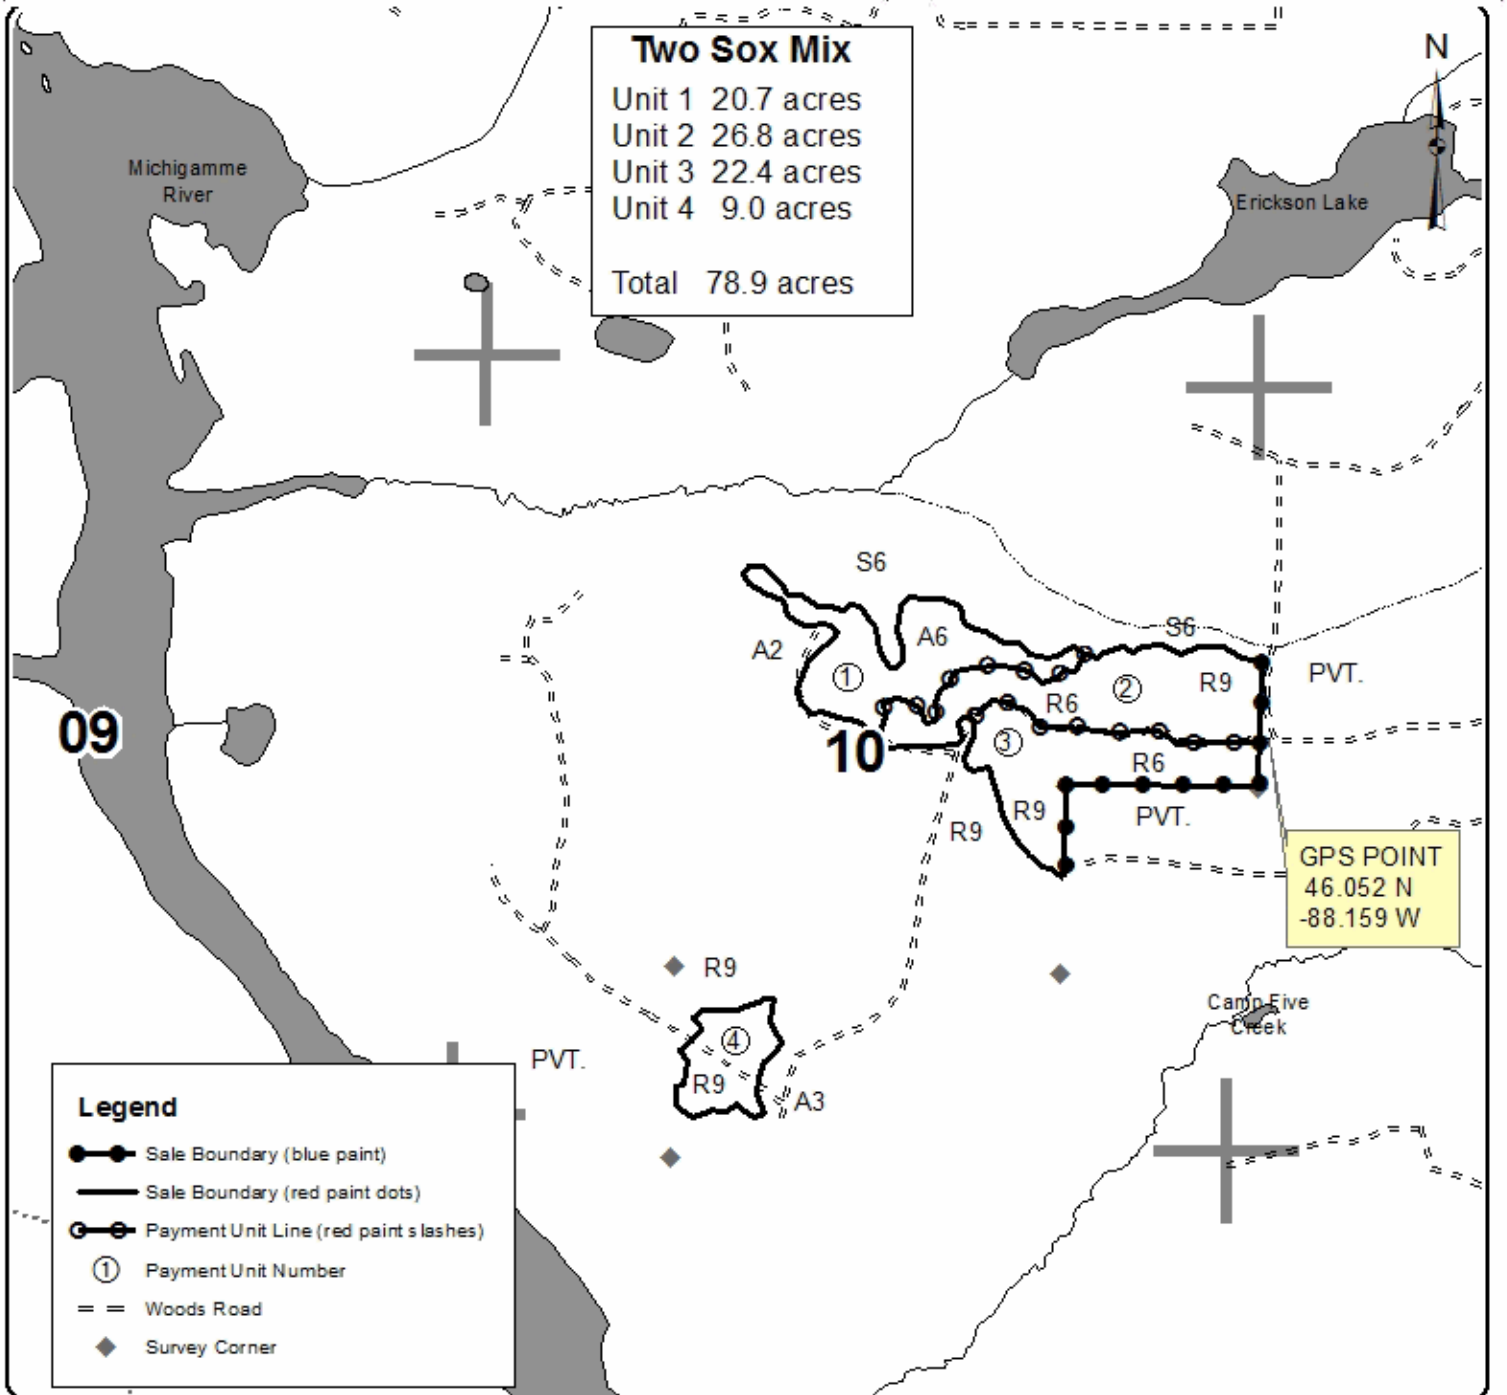 Two Sox Mix
Unit 1 20.7 acres
Unit 2 26.8 acres
Unit 3 22.4 acres
Unit 4 9.0 acres
Total 78.9 acres
N
Michigamme
River
Erickson Lake
S6
A6
S6
A2
1
2
R9
PVT.
R6
09
10
3
R6
R9
PVT.
R9
GPS POINT
46.052 N
-88.159 W
R9
Camp Five
Creek
4
PVT.
R9
A3
Legend
Sale Boundary (blue paint)
Sale Boundary (red paint dots)
Payment Unit Line (red paint slashes)
1 Payment Unit Number
Woods Road
Survey Corner